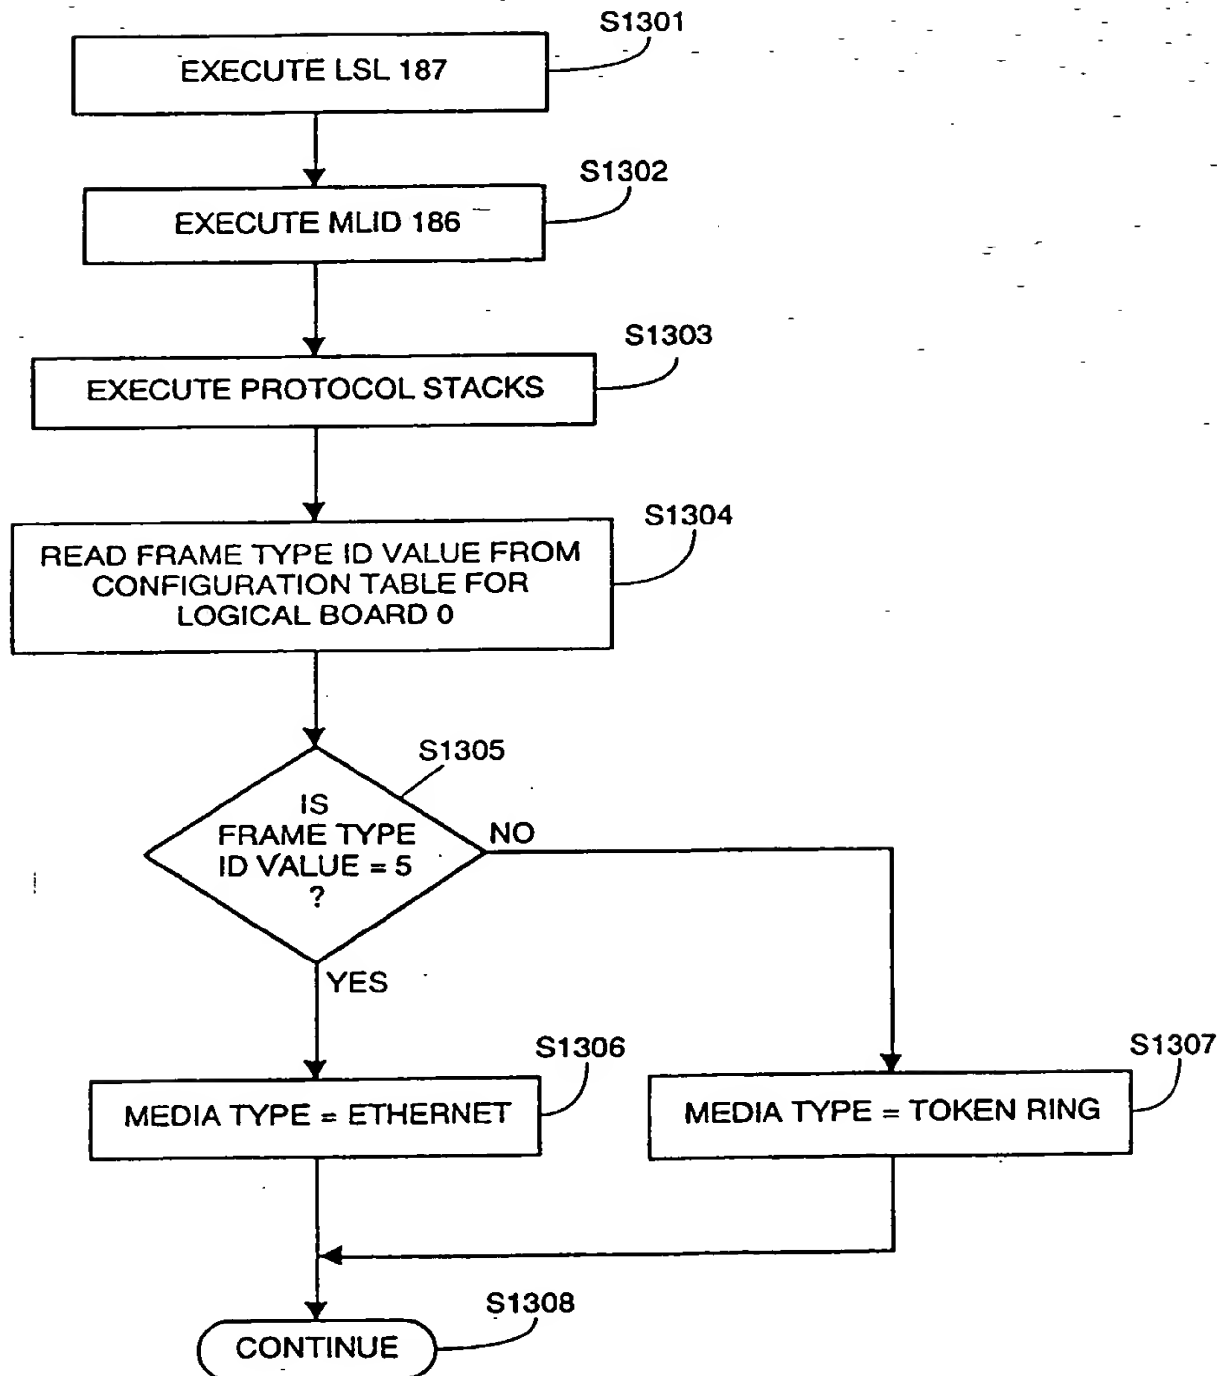 S1301
EXECUTE LSL 187
S1302
EXECUTE MLID 186
S1303
EXECUTE PROTOCOL STACKS
S1304
READ FRAME TYPE ID VALUE FROM
CONFIGURATION TABLE FOR
LOGICAL BOARD 0
S1305
IS
FRAME TYPE
ID VALUE = 5
?
NO
YES
S1306
MEDIA TYPE = ETHERNET
S1307
MEDIA TYPE = TOKEN RING
S1308
CONTINUE